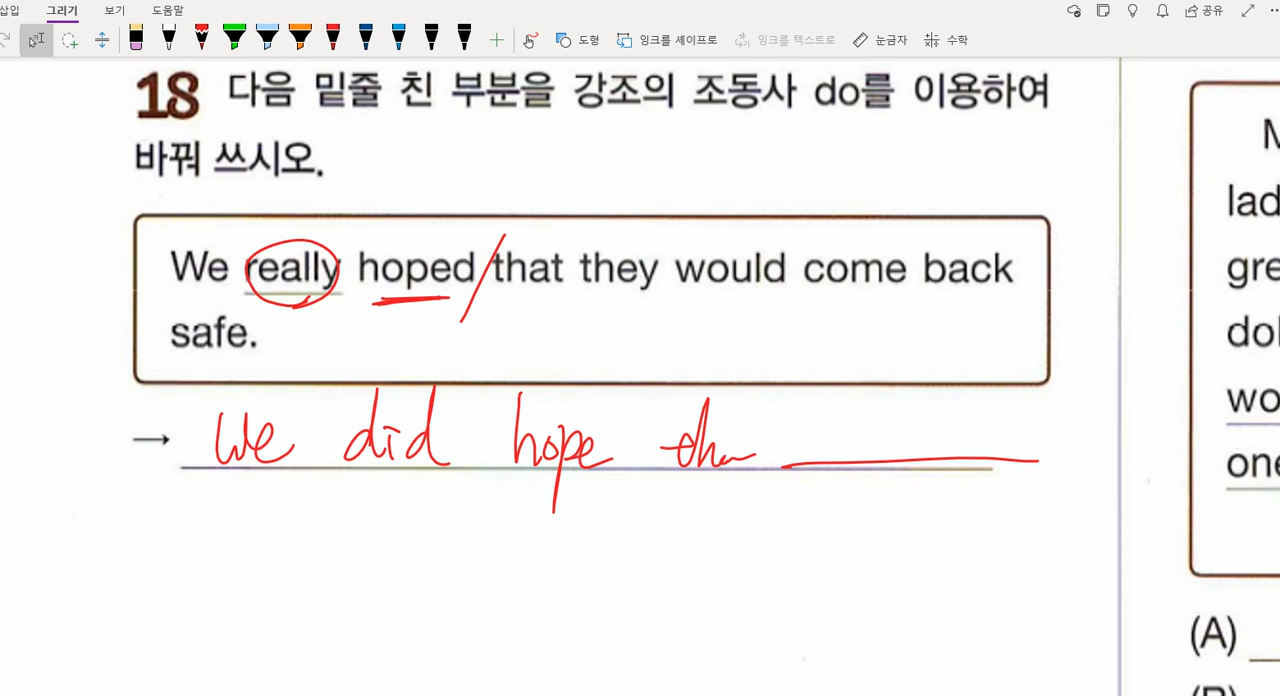 삽입 그리기 보기 도움말
공유
도형 잉크를 셰이프로 잉크를 텍스트로 눈금자 수학
18 다음 밑줄 친 부분을 강조의 조동사 do를 이용하여
바꿔 쓰시오.
We really hoped that they would come back
safe.
→ We did hope tha
lad
gre
wo
one
(A)